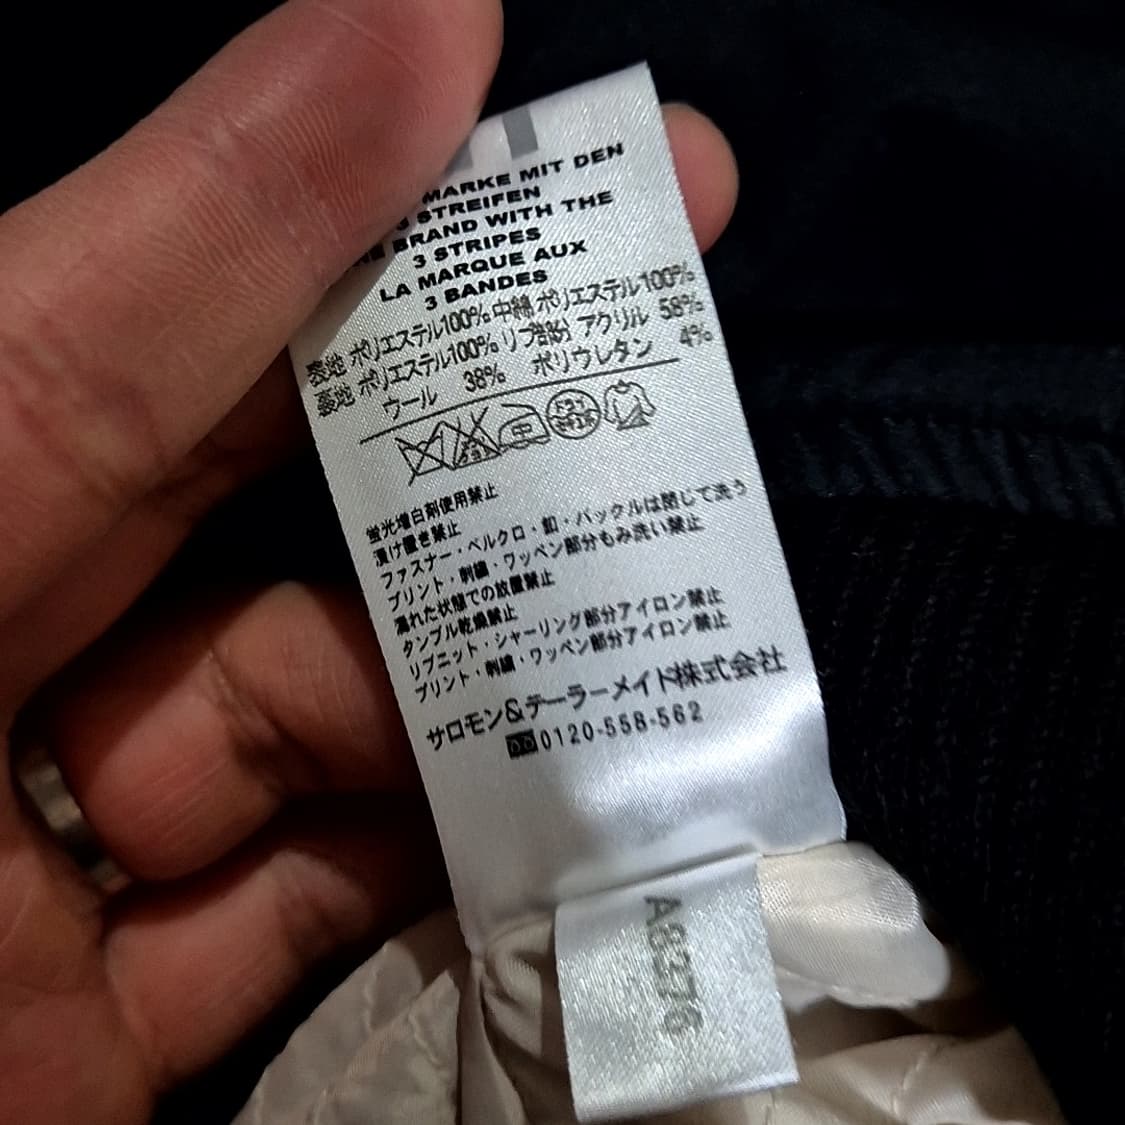 MARKE MIT DEN
3 STREIFEN
THE BRAND WITH THE
3 STRIPES
LA MARQUE AUX
3 BANDES
表地 ポリエステル100% 中綿 ポリエステル100%
裏地 ポリエステル100% リブ部分 アクリル 58%
ウール 38% ポリウレタン 4%
中 ドライ
蛍光増白剤使用禁止
漬け置き禁止
ファスナー・ベルクロ・釦・バックルは閉じて洗う
プリント・刺繍・ワッペン部分もみ洗い禁止
濡れた状態での放置禁止
タンブル乾燥禁止
リブニット・シャーリング部分アイロン禁止
プリント・刺繍・ワッペン部分アイロン禁止
サロモン&テーラーメイド株式会社
0120-558-562
A8376